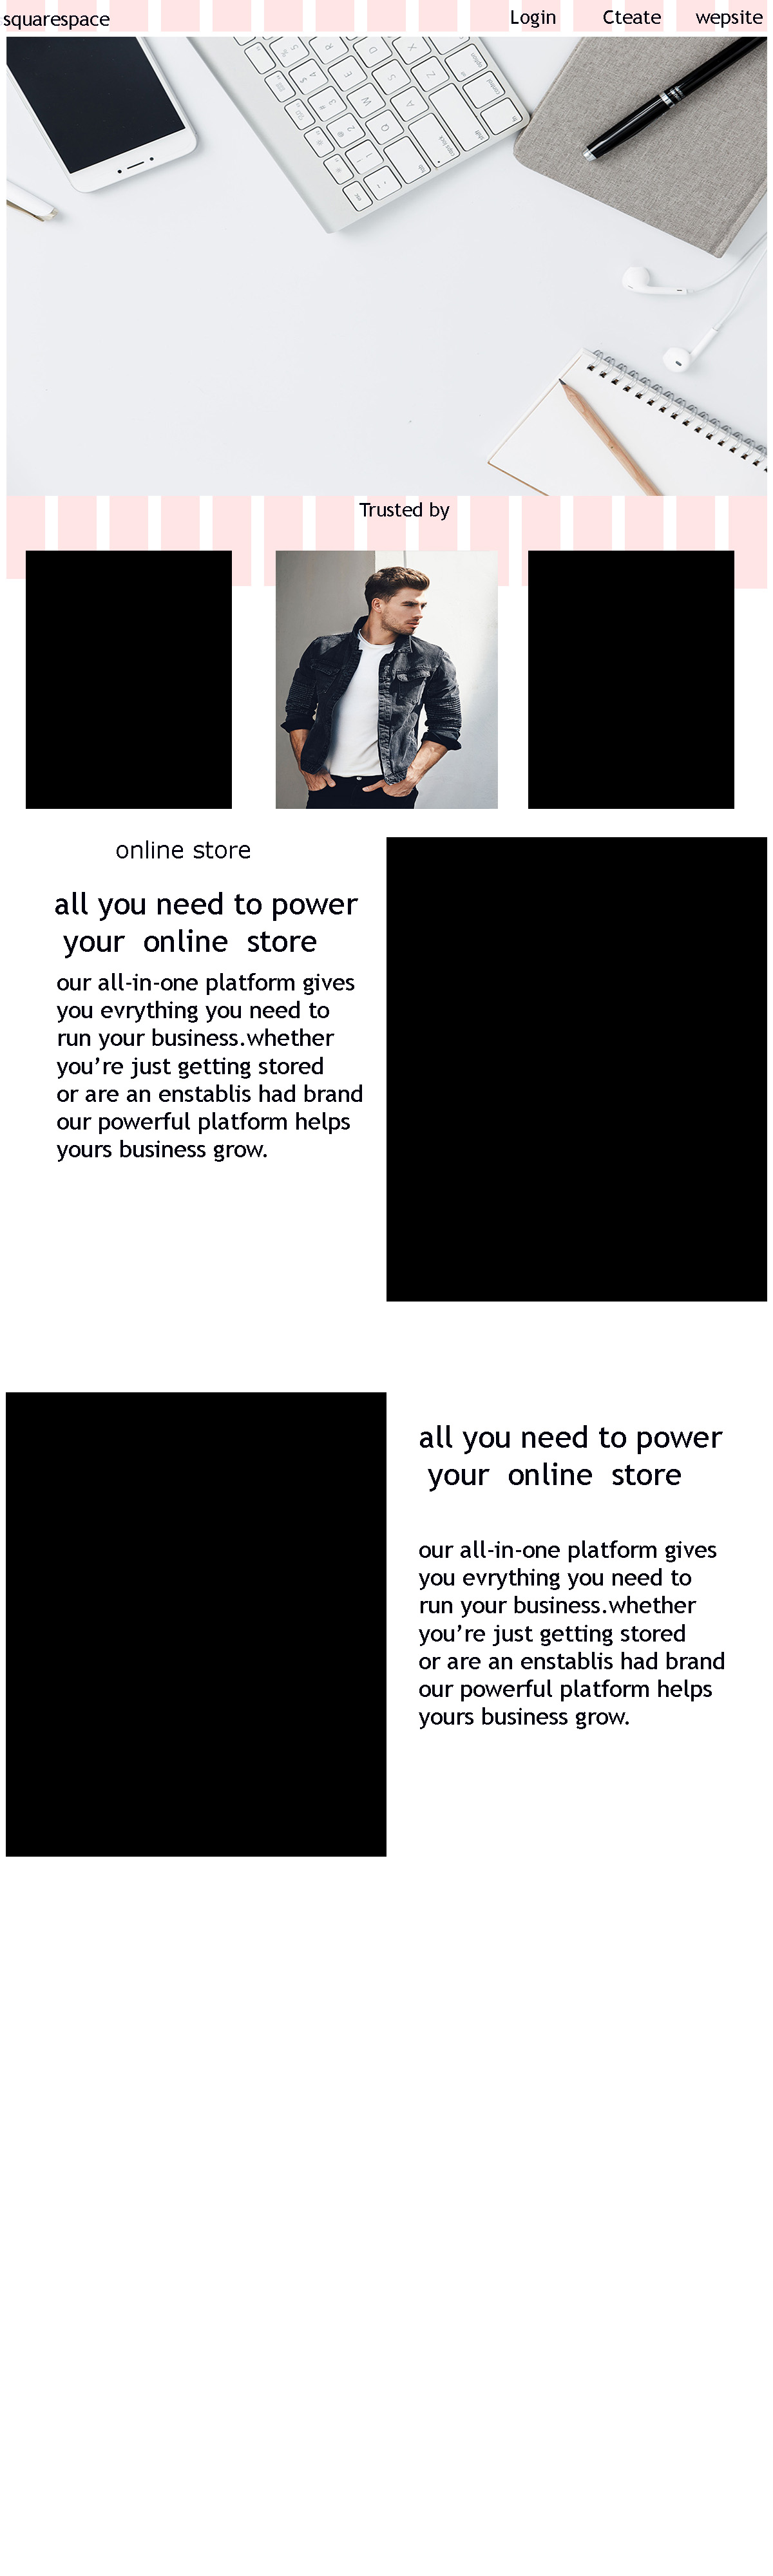 squarespace Login Cteate wepsite
Trusted by
online store
all you need to power
your online store
our all-in-one platform gives
you evrything you need to
run your business.whether
you’re just getting stored
or are an enstablis had brand
our powerful platform helps
yours business grow.
all you need to power
your online store
our all-in-one platform gives
you evrything you need to
run your business.whether
you’re just getting stored
or are an enstablis had brand
our powerful platform helps
yours business grow.